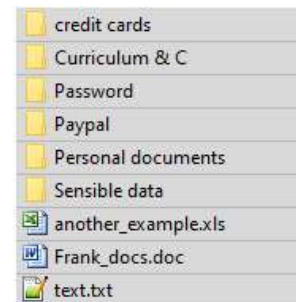 credit cards
Curriculum & C
Password
Paypal
Personal documents
Sensible data
another_example.xls
Frank_docs.doc
text.txt